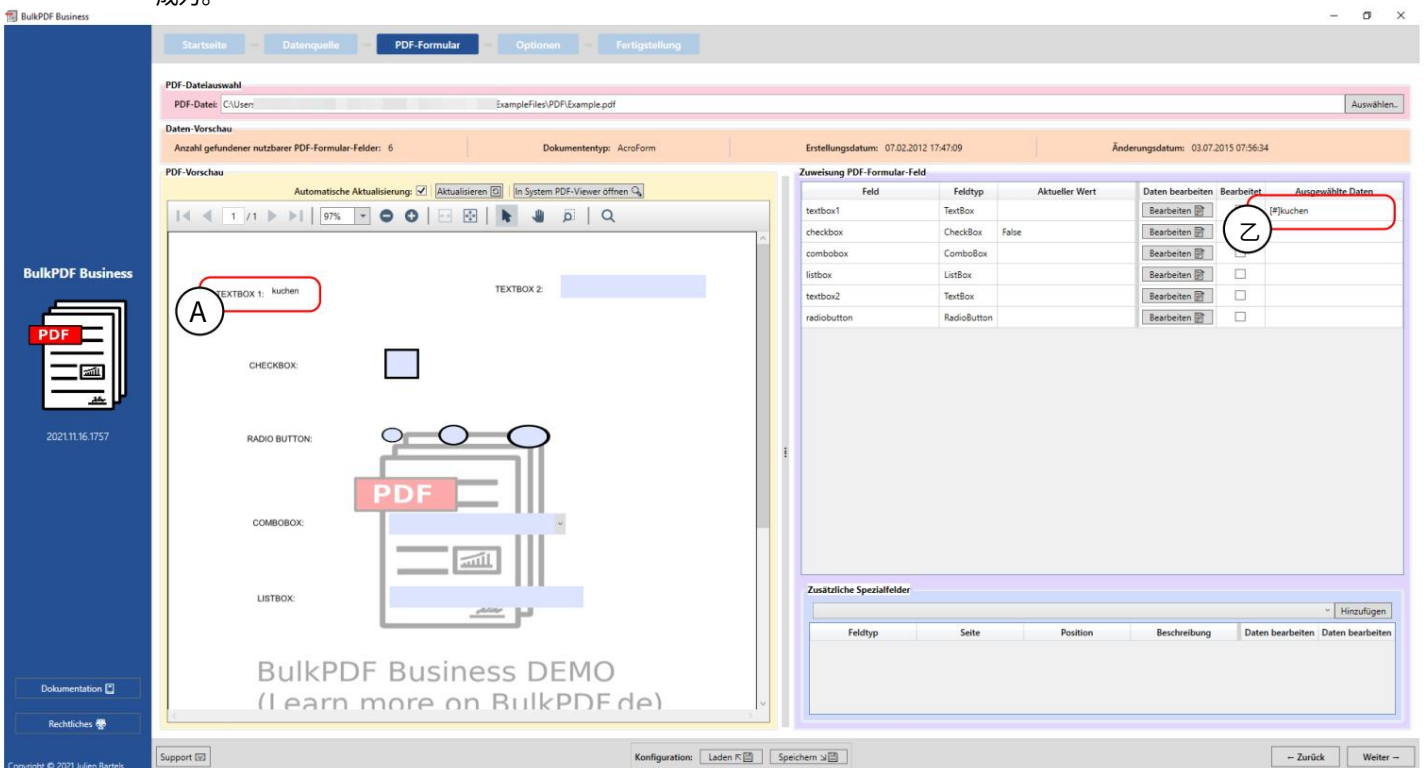 成功。
BulkPDF Business
Startseite
Datenquelle
PDF-Formular
Optionen
Fertigstellung
PDF-Dateiauswahl
PDF-Datei: C:\Users ExampleFiles\PDF\Example.pdf
Auswählen..
Daten-Vorschau
Anzahl gefundener nutzbarer PDF-Formular-Felder: 6
Dokumententyp: AcroForm
Erstellungsdatum: 07.02.2012 17:47:09
Änderungsdatum: 03.07.2015 07:56:34
PDF-Vorschau
Automatische Aktualisierung:
Aktualisieren
In System PDF-Viewer öffnen
1 / 1
97%
TEXTBOX 1: kuchen
A
TEXTBOX 2:
CHECKBOX:
RADIO BUTTON:
PDF
COMBOBOX:
LISTBOX:
BulkPDF Business DEMO
(Learn more on BulkPDF.de)
Zuweisung PDF-Formular-Feld
Feld Feldtyp Aktueller Wert Daten bearbeiten Bearbeitet Ausgewählte Daten
textbox1 TextBox Bearbeiten [#]kuchen
乙
checkbox CheckBox False Bearbeiten
combobox ComboBox Bearbeiten
listbox ListBox Bearbeiten
textbox2 TextBox Bearbeiten
radiobutton RadioButton Bearbeiten
Zusätzliche Spezialfelder
Hinzufügen
Feldtyp Seite Position Beschreibung Daten bearbeiten Daten bearbeiten
BulkPDF Business
PDF
2021.11.16.1757
Dokumentation
Rechtliches
Copyright © 2021 Julien Bartels
Support
Konfiguration: Laden Speichern
← Zurück
Weiter →